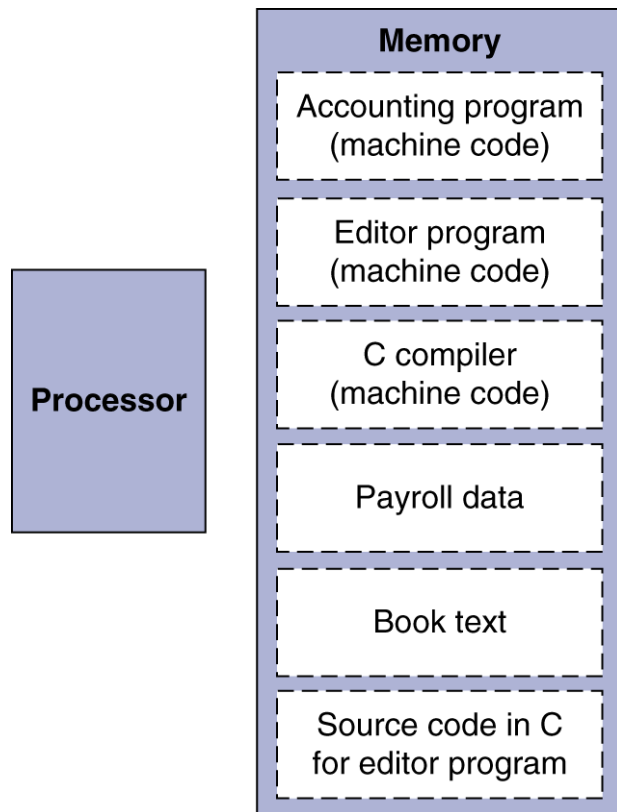 Memory
Accounting program
(machine code)
Editor program
(machine code)
C compiler
(machine code)
Processor
Payroll data
Book text
Source code in C
for editor program